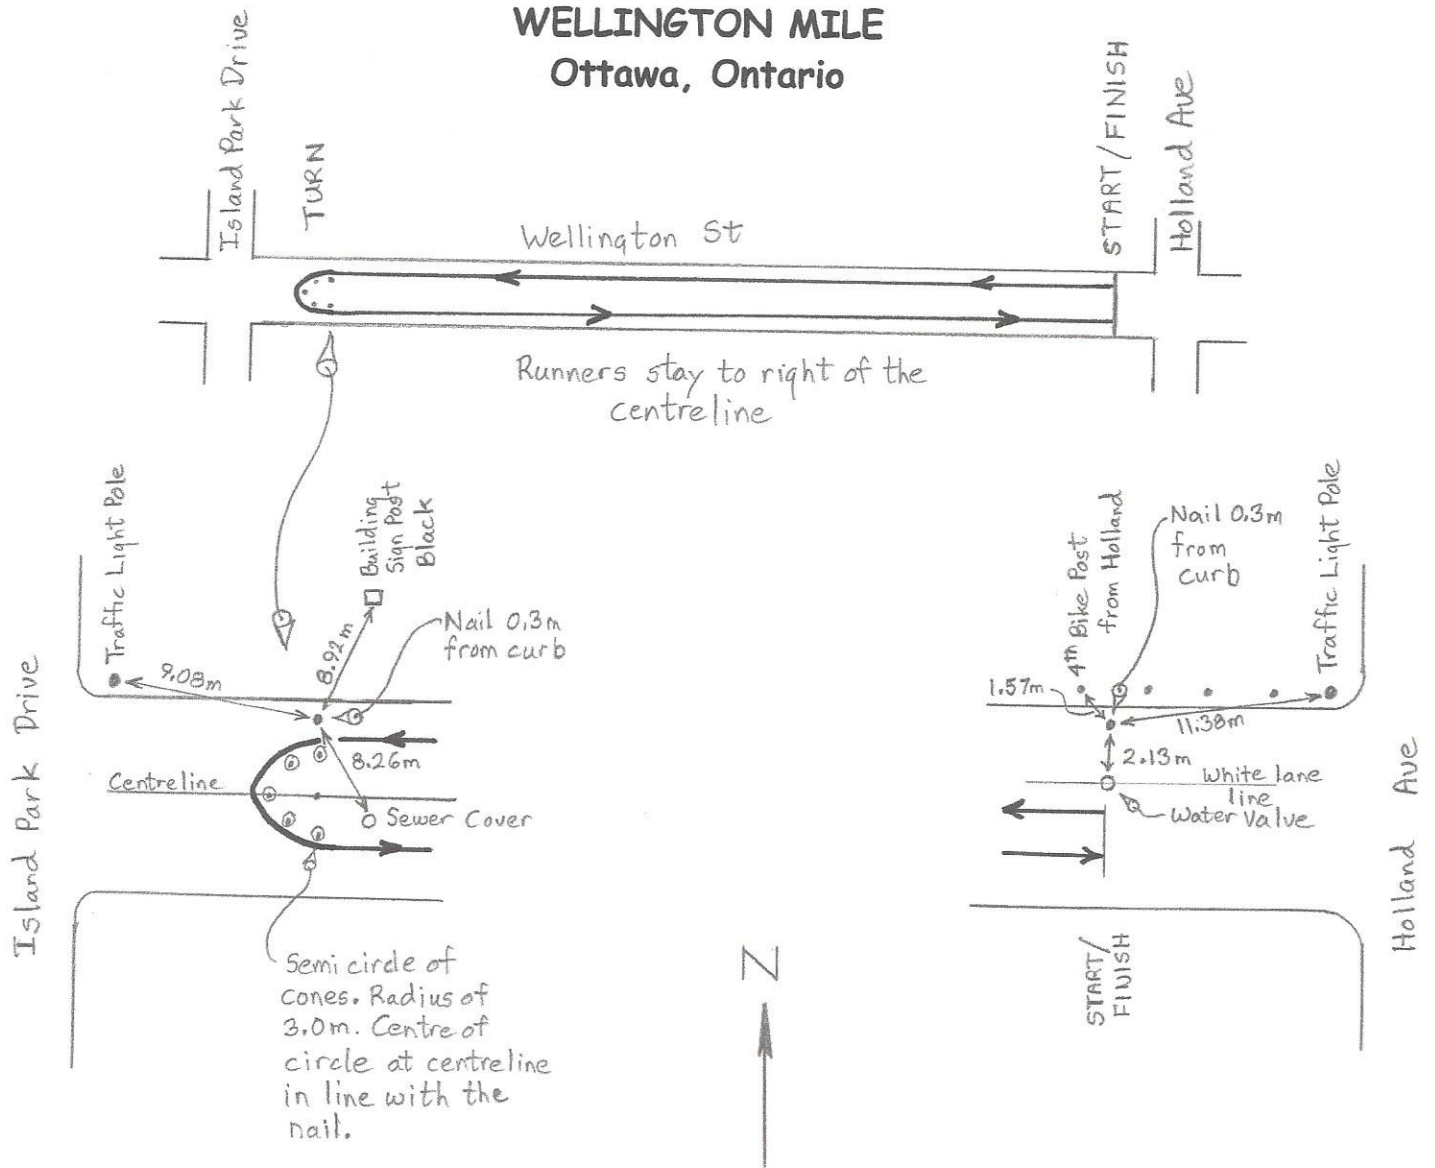 WELLINGTON MILE
Ottawa, Ontario
Island Park Drive
TURN
START/FINISH
Holland Ave
Wellington St
Runners stay to right of the
centreline
Traffic Light Pole
Building
Sign Post
Black
9.08m
8.92m
Nail 0.3m
from curb
8.26m
Centreline
Sewer Cover
Island Park Drive
Semi circle of
cones. Radius of
3.0m. Centre of
circle at centreline
in line with the
nail.
N
4th Bike Post
from Holland
Nail 0.3m
from
curb
Traffic Light Pole
1.57m
11.38m
2.13m
White lane
line
Water Valve
START/
FINISH
Holland Ave